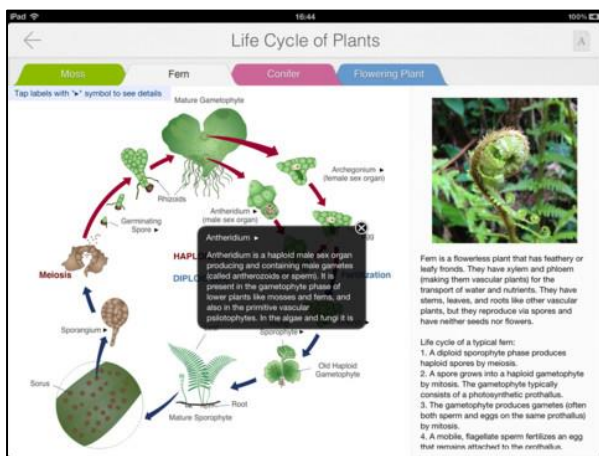 iPad
16:44
100%
Life Cycle of Plants
A
Moss
Fern
Conifer
Flowering Plant
Tap labels with "►" symbol to see details
Mature Gametophyte
Archegonium ►
(female sex organ)
Rhizoids
Antheridium ►
(male sex organ)
Germinating
Spore ►
Meiosis
Antheridium ►
Antheridium is a haploid male sex organ
producing and containing male gametes
(called antherozoids or sperm). It is
present in the gametophyte phase of
lower plants like mosses and ferns, and
also in the primitive vascular
psilotophytes. In the algae and fungi it is
Sporangium ►
Sporophyte ►
Old Haploid
Gametophyte
Sorus
Root
Mature Sporophyte
Fern is a flowerless plant that has feathery or
leafy fronds. They have xylem and phloem
(making them vascular plants) for the
transport of water and nutrients. They have
stems, leaves, and roots like other vascular
plants, but they reproduce via spores and
have neither seeds nor flowers.
Life cycle of a typical fern:
1. A diploid sporophyte phase produces
haploid spores by meiosis.
2. A spore grows into a haploid gametophyte
by mitosis. The gametophyte typically
consists of a photosynthetic prothallus.
3. The gametophyte produces gametes (often
both sperm and eggs on the same prothallus)
by mitosis.
4. A mobile, flagellate sperm fertilizes an egg
that remains attached to the prothallus.